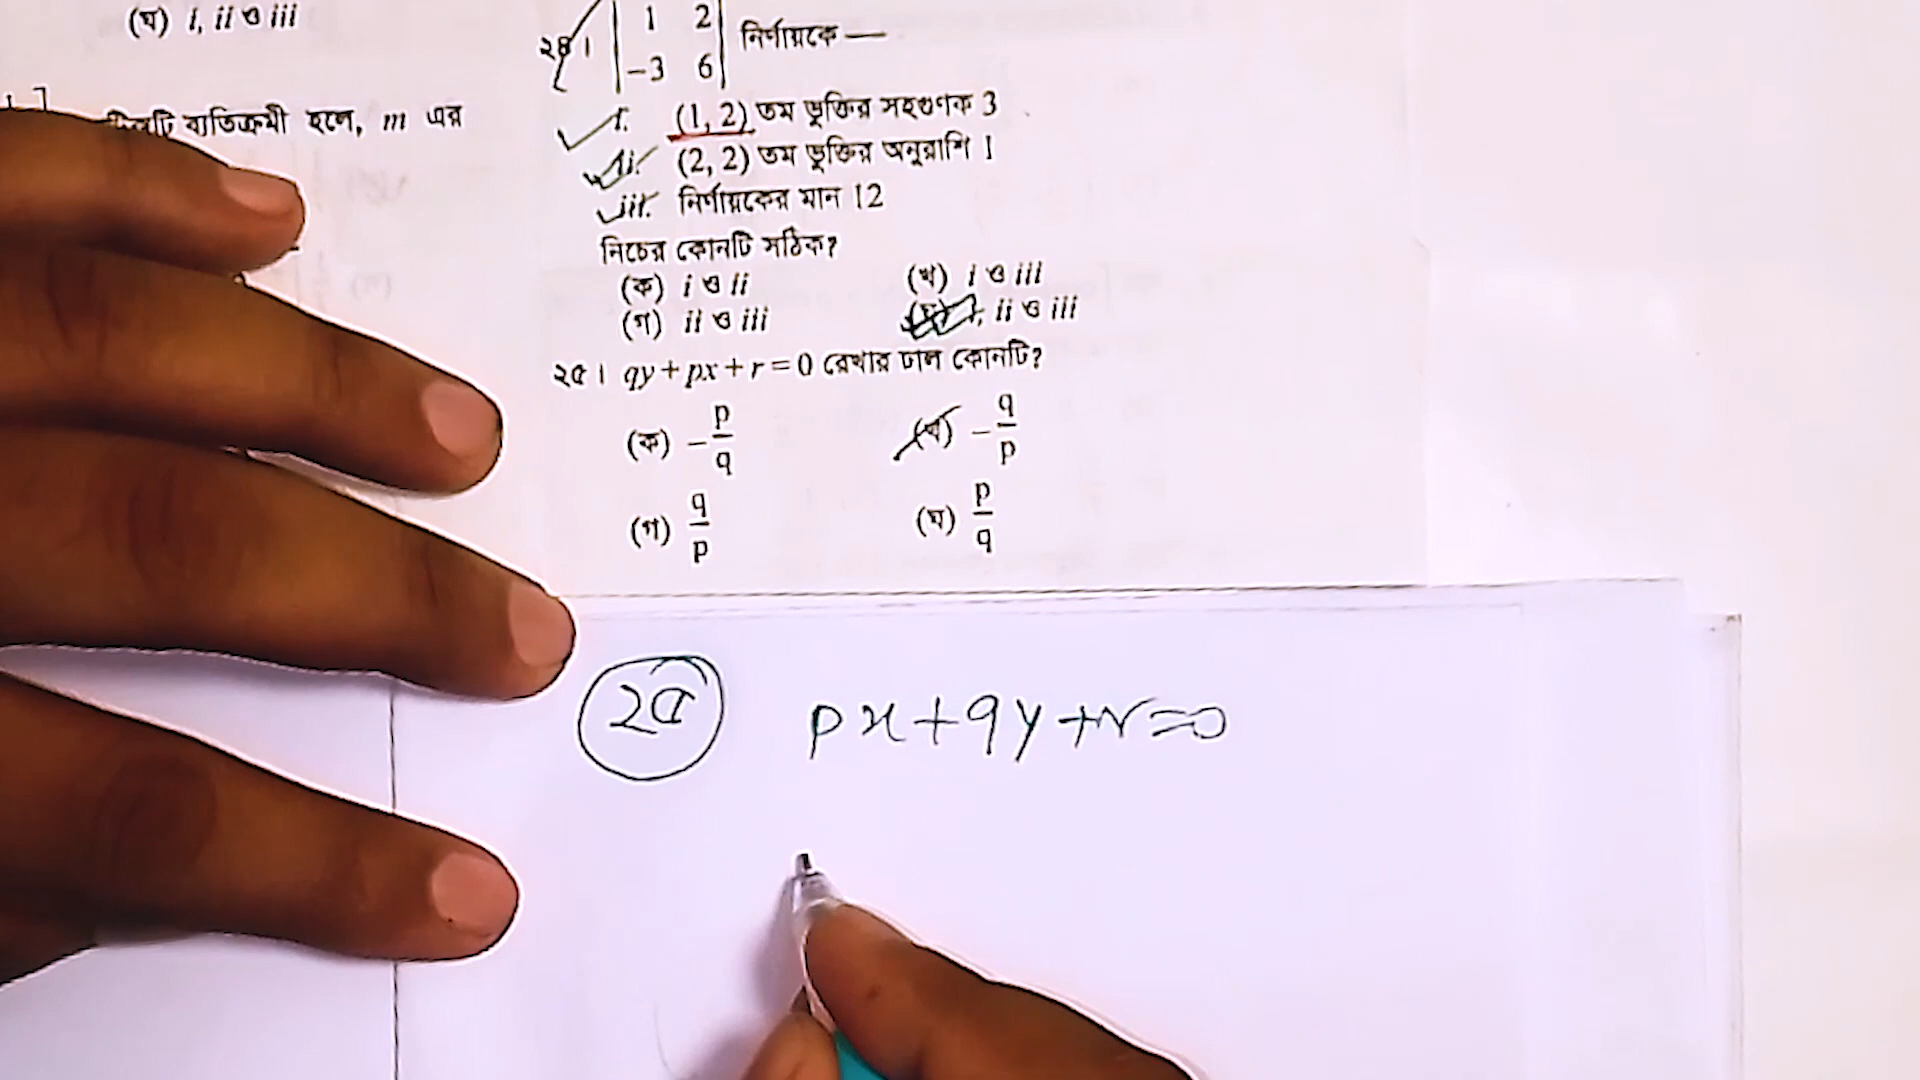 (ঘ) i, ii ও iii
ব্যতিক্রমী হলে, m এর
২৪। | 1 2 | নির্ণায়কে —
| -3 6 |
i. (1, 2) তম ভুক্তির সহগুণক 3
ii. (2, 2) তম ভুক্তির অনুরাশি 1
iii. নির্ণায়কের মান 12
নিচের কোনটি সঠিক?
(ক) i ও ii (খ) i ও iii
(গ) ii ও iii (ঘ) i, ii ও iii
২৫। qy + px + r = 0 রেখার ঢাল কোনটি?
(ক) -p/q (খ) -q/p
(গ) q/p (ঘ) p/q
২৫ px+qy+r=0